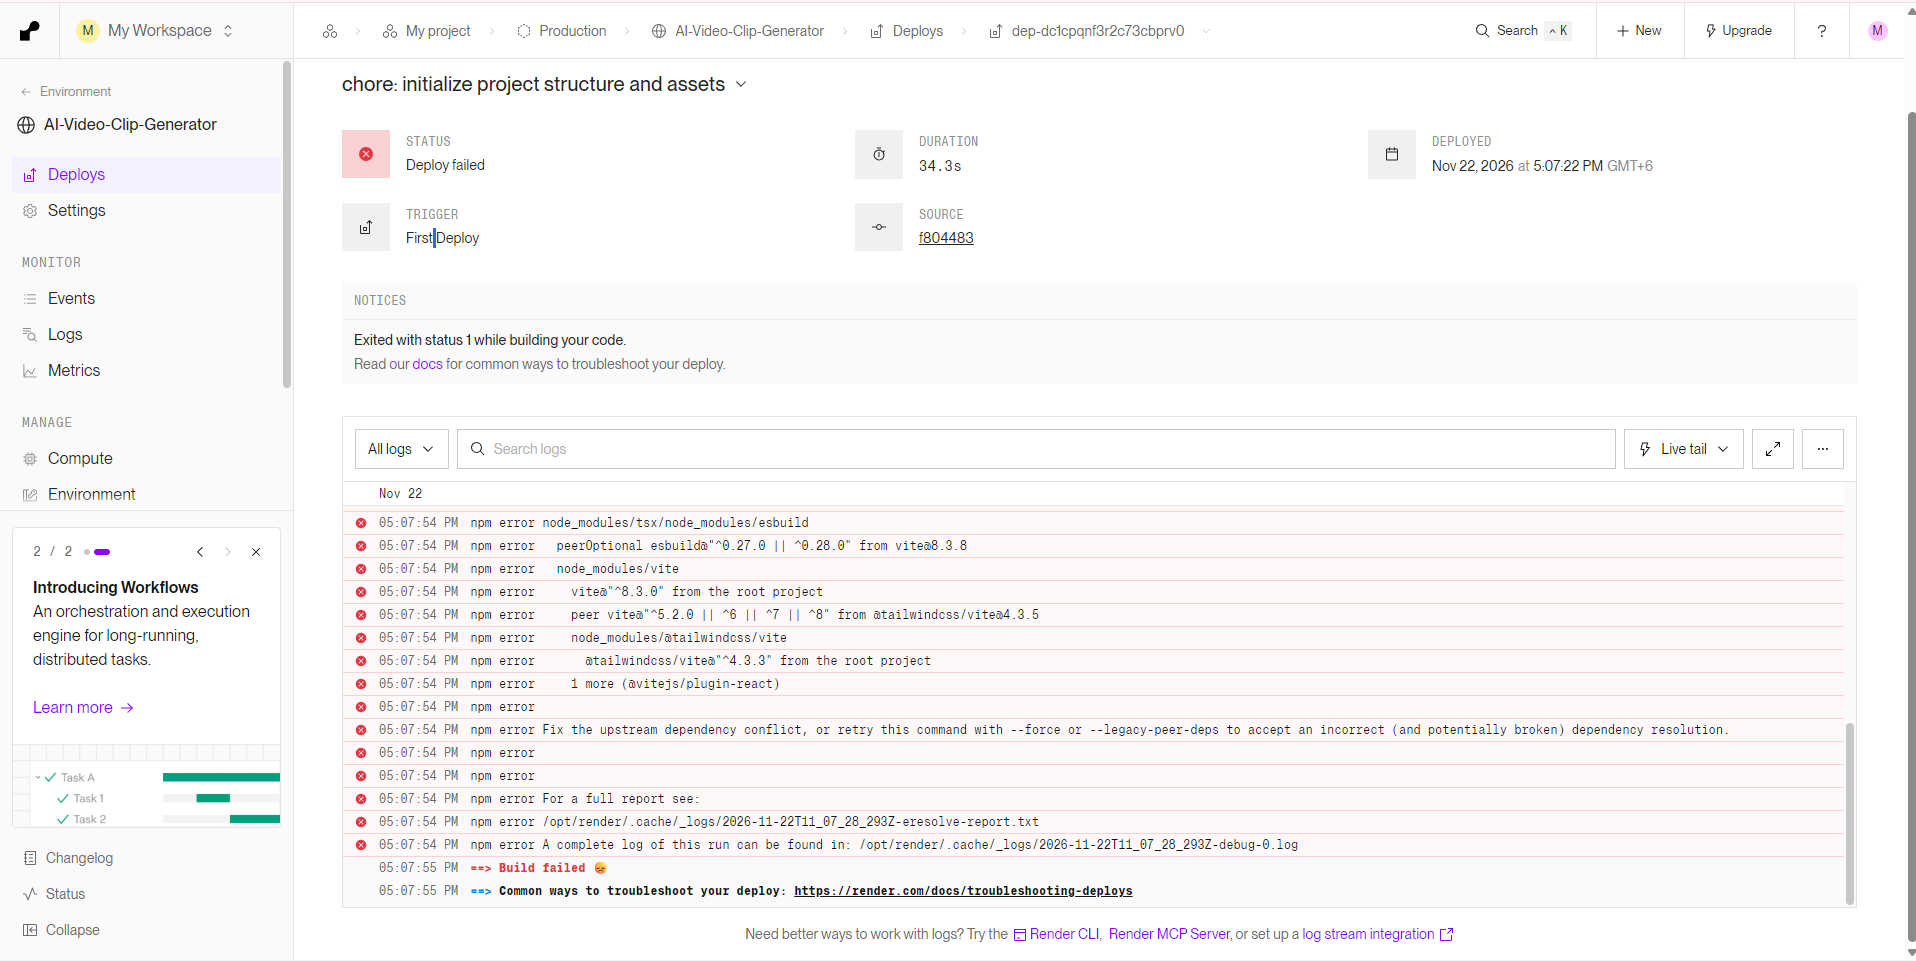 M My Workspace
My project
Production
AI-Video-Clip-Generator
Deploys
dep-dc1cpqnf3r2c73cbprv0
Search ^ K
+ New
Upgrade
?
M
← Environment
AI-Video-Clip-Generator
Deploys
Settings
MONITOR
Events
Logs
Metrics
MANAGE
Compute
Environment
2 / 2
Introducing Workflows
An orchestration and execution
engine for long-running,
distributed tasks.
Learn more →
Task A
Task 1
Task 2
Changelog
Status
Collapse
chore: initialize project structure and assets
STATUS
Deploy failed
DURATION
34.3s
DEPLOYED
Nov 22, 2026 at 5:07:22 PM GMT+6
TRIGGER
First Deploy
SOURCE
f804483
NOTICES
Exited with status 1 while building your code.
Read our docs for common ways to troubleshoot your deploy.
All logs
Search logs
Live tail
...
Nov 22
05:07:54 PM npm error node_modules/tsx/node_modules/esbuild
05:07:54 PM npm error   peerOptional esbuild@"^0.27.0 || ^0.28.0" from vite@8.3.8
05:07:54 PM npm error   node_modules/vite
05:07:54 PM npm error     vite@"^8.3.0" from the root project
05:07:54 PM npm error     peer vite@"^5.2.0 || ^6 || ^7 || ^8" from @tailwindcss/vite@4.3.5
05:07:54 PM npm error     node_modules/@tailwindcss/vite
05:07:54 PM npm error       @tailwindcss/vite@"^4.3.3" from the root project
05:07:54 PM npm error     1 more (@vitejs/plugin-react)
05:07:54 PM npm error
05:07:54 PM npm error Fix the upstream dependency conflict, or retry this command with --force or --legacy-peer-deps to accept an incorrect (and potentially broken) dependency resolution.
05:07:54 PM npm error
05:07:54 PM npm error
05:07:54 PM npm error For a full report see:
05:07:54 PM npm error /opt/render/.cache/_logs/2026-11-22T11_07_28_293Z-eresolve-report.txt
05:07:54 PM npm error A complete log of this run can be found in: /opt/render/.cache/_logs/2026-11-22T11_07_28_293Z-debug-0.log
05:07:55 PM ==> Build failed 😞
05:07:55 PM ==> Common ways to troubleshoot your deploy: https://render.com/docs/troubleshooting-deploys
Need better ways to work with logs? Try the Render CLI, Render MCP Server, or set up a log stream integration